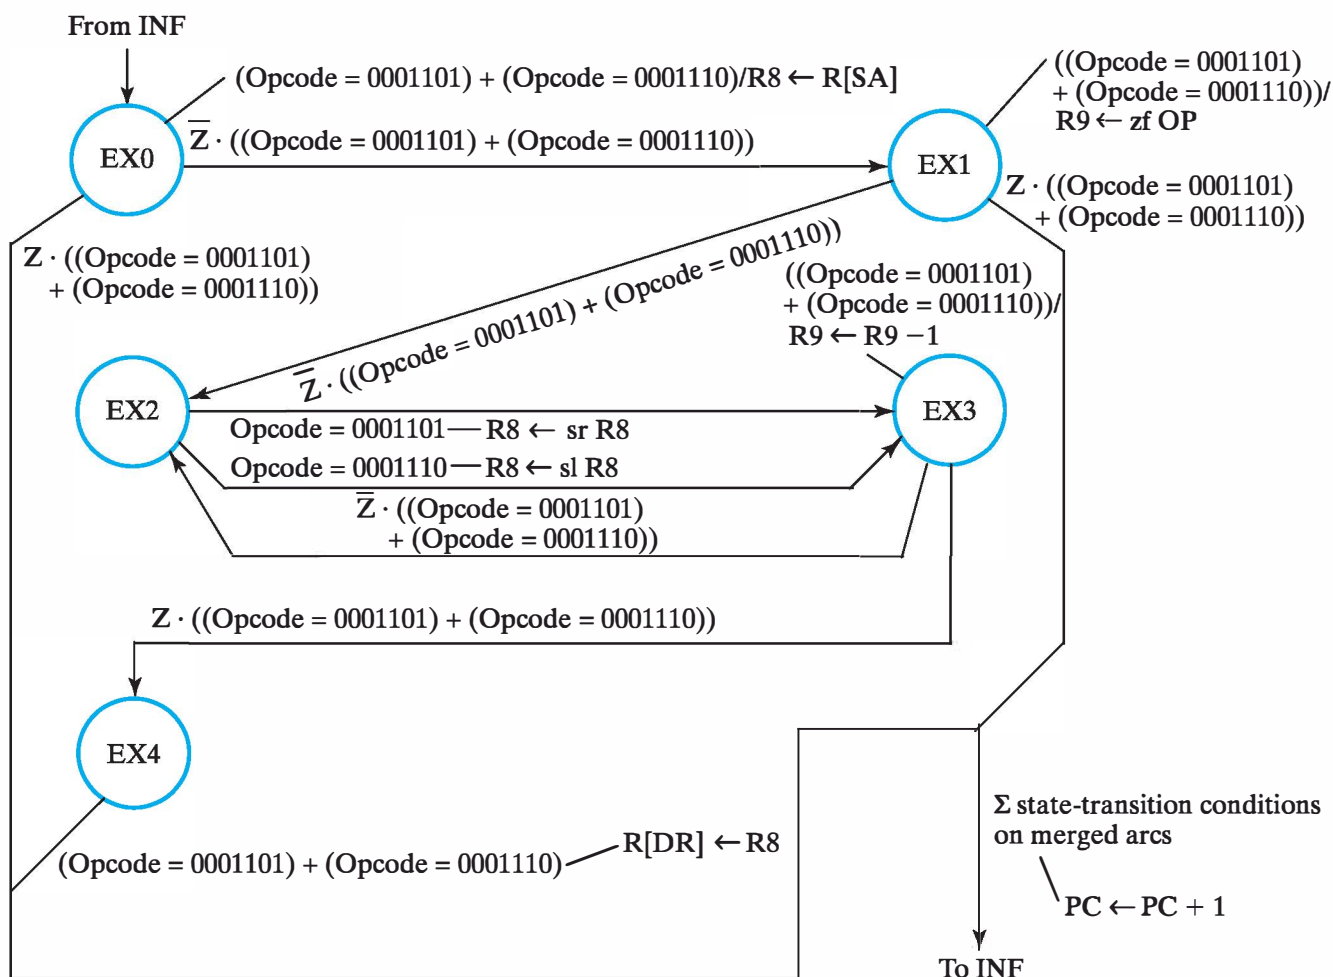 From INF
(Opcode = 0001101) + (Opcode = 0001110)/R8 ← R[SA]
((Opcode = 0001101)
+ (Opcode = 0001110))/
R9 ← zf OP
EX0
Z̅ · ((Opcode = 0001101) + (Opcode = 0001110))
EX1
Z · ((Opcode = 0001101)
+ (Opcode = 0001110))
Z · ((Opcode = 0001101)
+ (Opcode = 0001110))
Z̅ · ((Opcode = 0001101) + (Opcode = 0001110))
((Opcode = 0001101)
+ (Opcode = 0001110))/
R9 ← R9 −1
EX2
EX3
Opcode = 0001101 — R8 ← sr R8
Opcode = 0001110 — R8 ← sl R8
Z̅ · ((Opcode = 0001101)
+ (Opcode = 0001110))
Z · ((Opcode = 0001101) + (Opcode = 0001110))
EX4
Σ state-transition conditions
on merged arcs
(Opcode = 0001101) + (Opcode = 0001110)
R[DR] ← R8
PC ← PC + 1
To INF